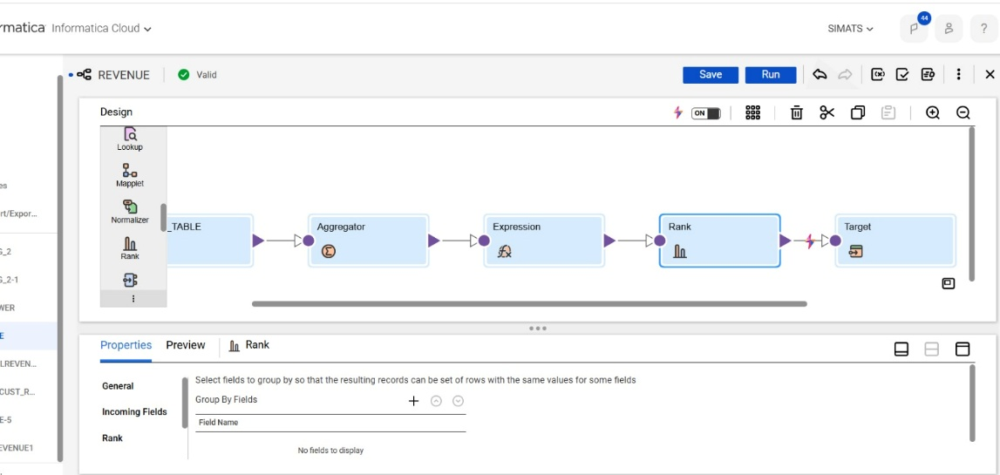 rmatica Informatica Cloud
SIMATS
44
?
REVENUE
Valid
Save
Run
Design
ON
Lookup
Mapplet
Normalizer
Rank
_TABLE
Aggregator
Expression
Rank
Target
es
rt/Expor...
G_2
G_2-1
WER
E
LREVEN...
CUST_R...
E-5
EVENUE1
Properties
Preview
Rank
General
Incoming Fields
Rank
Select fields to group by so that the resulting records can be set of rows with the same values for some fields
Group By Fields
Field Name
No fields to display